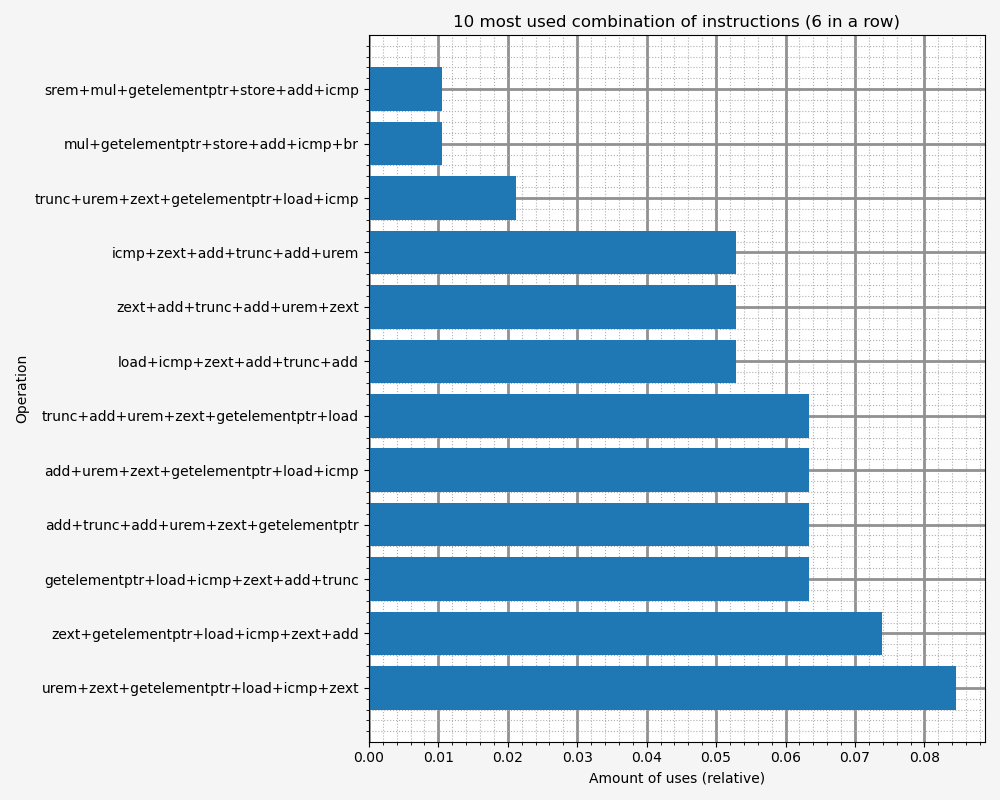 10 most used combination of instructions (6 in a row)
srem+mul+getelementptr+store+add+icmp
mul+getelementptr+store+add+icmp+br
trunc+urem+zext+getelementptr+load+icmp
icmp+zext+add+trunc+add+urem
zext+add+trunc+add+urem+zext
load+icmp+zext+add+trunc+add
trunc+add+urem+zext+getelementptr+load
add+urem+zext+getelementptr+load+icmp
add+trunc+add+urem+zext+getelementptr
getelementptr+load+icmp+zext+add+trunc
zext+getelementptr+load+icmp+zext+add
urem+zext+getelementptr+load+icmp+zext
Operation
0.00 0.01 0.02 0.03 0.04 0.05 0.06 0.07 0.08
Amount of uses (relative)